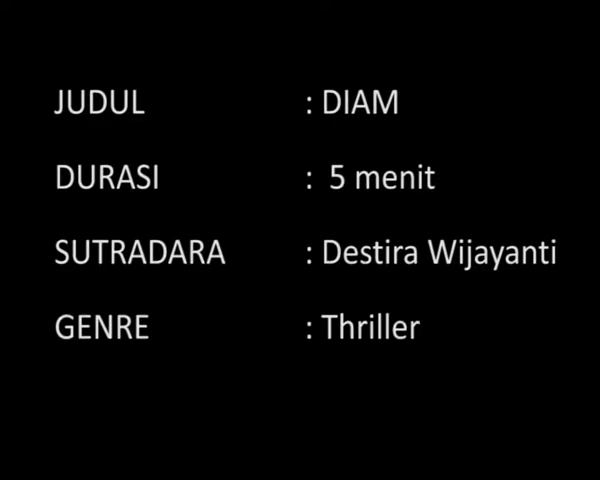 JUDUL : DIAM
DURASI : 5 menit
SUTRADARA : Destira Wijayanti
GENRE : Thriller